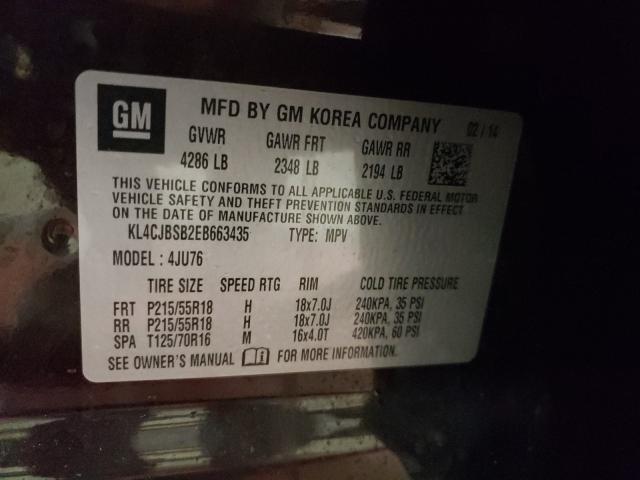 GM
MFD BY GM KOREA COMPANY 02 / 14
GVWR GAWR FRT GAWR RR
4286 LB 2348 LB 2194 LB
THIS VEHICLE CONFORMS TO ALL APPLICABLE U.S. FEDERAL MOTOR
VEHICLE SAFETY AND THEFT PREVENTION STANDARDS IN EFFECT
ON THE DATE OF MANUFACTURE SHOWN ABOVE.
KL4CJBSB2EB663435 TYPE: MPV
MODEL : 4JU76
TIRE SIZE SPEED RTG RIM COLD TIRE PRESSURE
FRT P215/55R18 H 18x7.0J 240KPA, 35 PSI
RR P215/55R18 H 18x7.0J 240KPA, 35 PSI
SPA T125/70R16 M 16x4.0T 420KPA, 60 PSI
SEE OWNER'S MANUAL FOR MORE INFORMATION.